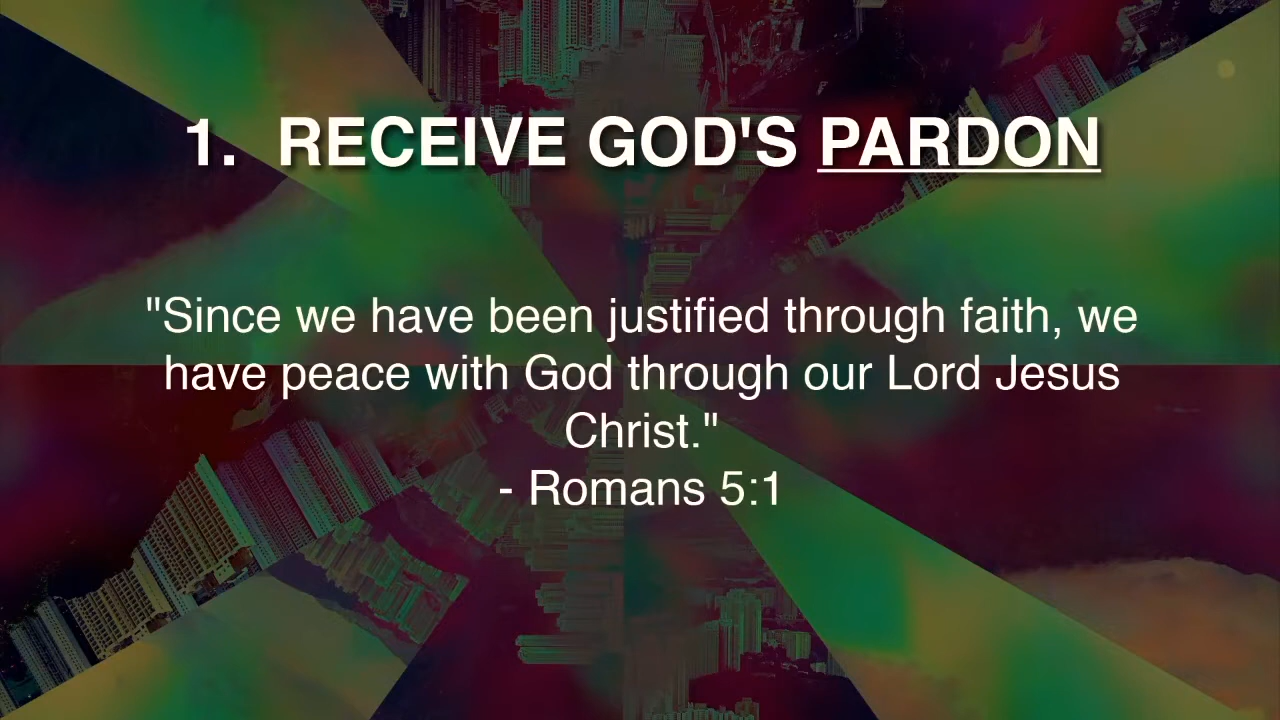 1.  RECEIVE GOD'S PARDON
"Since we have been justified through faith, we
have peace with God through our Lord Jesus
Christ."
- Romans 5:1